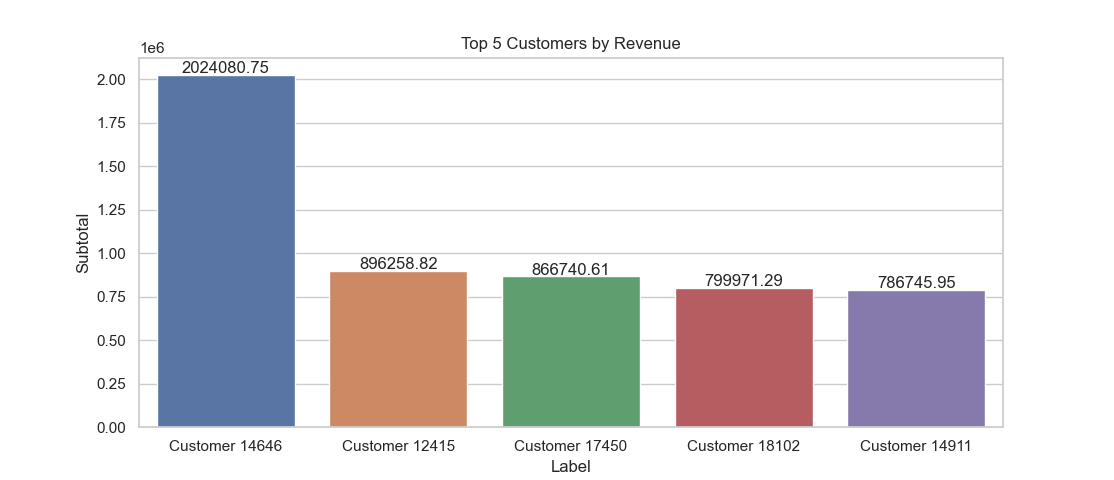 Top 5 Customers by Revenue
1e6
2024080.75
896258.82
866740.61
799971.29
786745.95
2.00
1.75
1.50
1.25
1.00
0.75
0.50
0.25
0.00
Subtotal
Customer 14646
Customer 12415
Customer 17450
Customer 18102
Customer 14911
Label